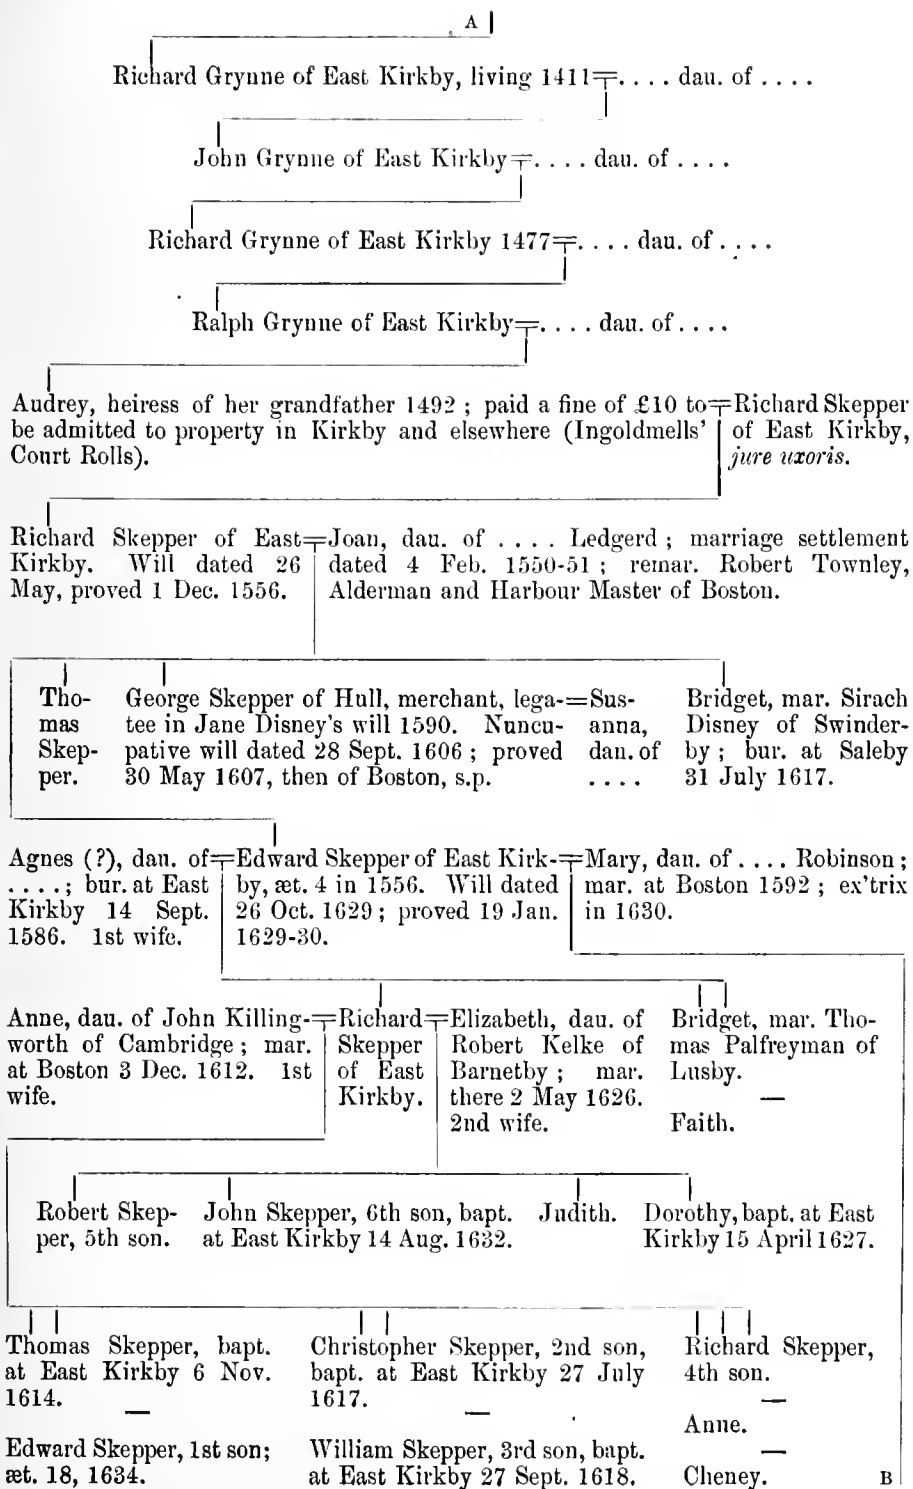 A
Richard Grynne of East Kirkby, living 1411=. . . . dau. of . . . .
John Grynne of East Kirkby=. . . . dau. of . . . .
Richard Grynne of East Kirkby 1477=. . . . dau. of . . . .
Ralph Grynne of East Kirkby=. . . . dau. of . . . .
Audrey, heiress of her grandfather 1492 ; paid a fine of £10 to
be admitted to property in Kirkby and elsewhere (Ingoldmells'
Court Rolls).
=Richard Skepper
of East Kirkby,
jure uxoris.
Richard Skepper of East
Kirkby. Will dated 26
May, proved 1 Dec. 1556.
=Joan, dau. of . . . . Ledgerd ; marriage settlement
dated 4 Feb. 1550-51 ; remar. Robert Townley,
Alderman and Harbour Master of Boston.
Tho-
mas
Skep-
per.
George Skepper of Hull, merchant, lega-
tee in Jane Disney's will 1590. Nuncu-
pative will dated 28 Sept. 1606 ; proved
30 May 1607, then of Boston, s.p.
=Sus-
anna,
dau. of
. . . .
Bridget, mar. Sirach
Disney of Swinder-
by ; bur. at Saleby
31 July 1617.
Agnes (?), dau. of
. . . . ; bur. at East
Kirkby 14 Sept.
1586. 1st wife.
=Edward Skepper of East Kirk-
by, æt. 4 in 1556. Will dated
26 Oct. 1629 ; proved 19 Jan.
1629-30.
=Mary, dau. of . . . . Robinson ;
mar. at Boston 1592 ; ex'trix
in 1630.
Anne, dau. of John Killing-
worth of Cambridge ; mar.
at Boston 3 Dec. 1612. 1st
wife.
=Richard
Skepper
of East
Kirkby.
=Elizabeth, dau. of
Robert Kelke of
Barnetby ; mar.
there 2 May 1626.
2nd wife.
Bridget, mar. Tho-
mas Palfreyman of
Lusby.
—
Faith.
Robert Skep-
per, 5th son.
John Skepper, 6th son, bapt.
at East Kirkby 14 Aug. 1632.
Judith.
Dorothy, bapt. at East
Kirkby 15 April 1627.
Thomas Skepper, bapt.
at East Kirkby 6 Nov.
1614.
—
Edward Skepper, 1st son;
æt. 18, 1634.
Christopher Skepper, 2nd son,
bapt. at East Kirkby 27 July
1617.
—
William Skepper, 3rd son, bapt.
at East Kirkby 27 Sept. 1618.
Richard Skepper,
4th son.
—
Anne.
—
Cheney.
B